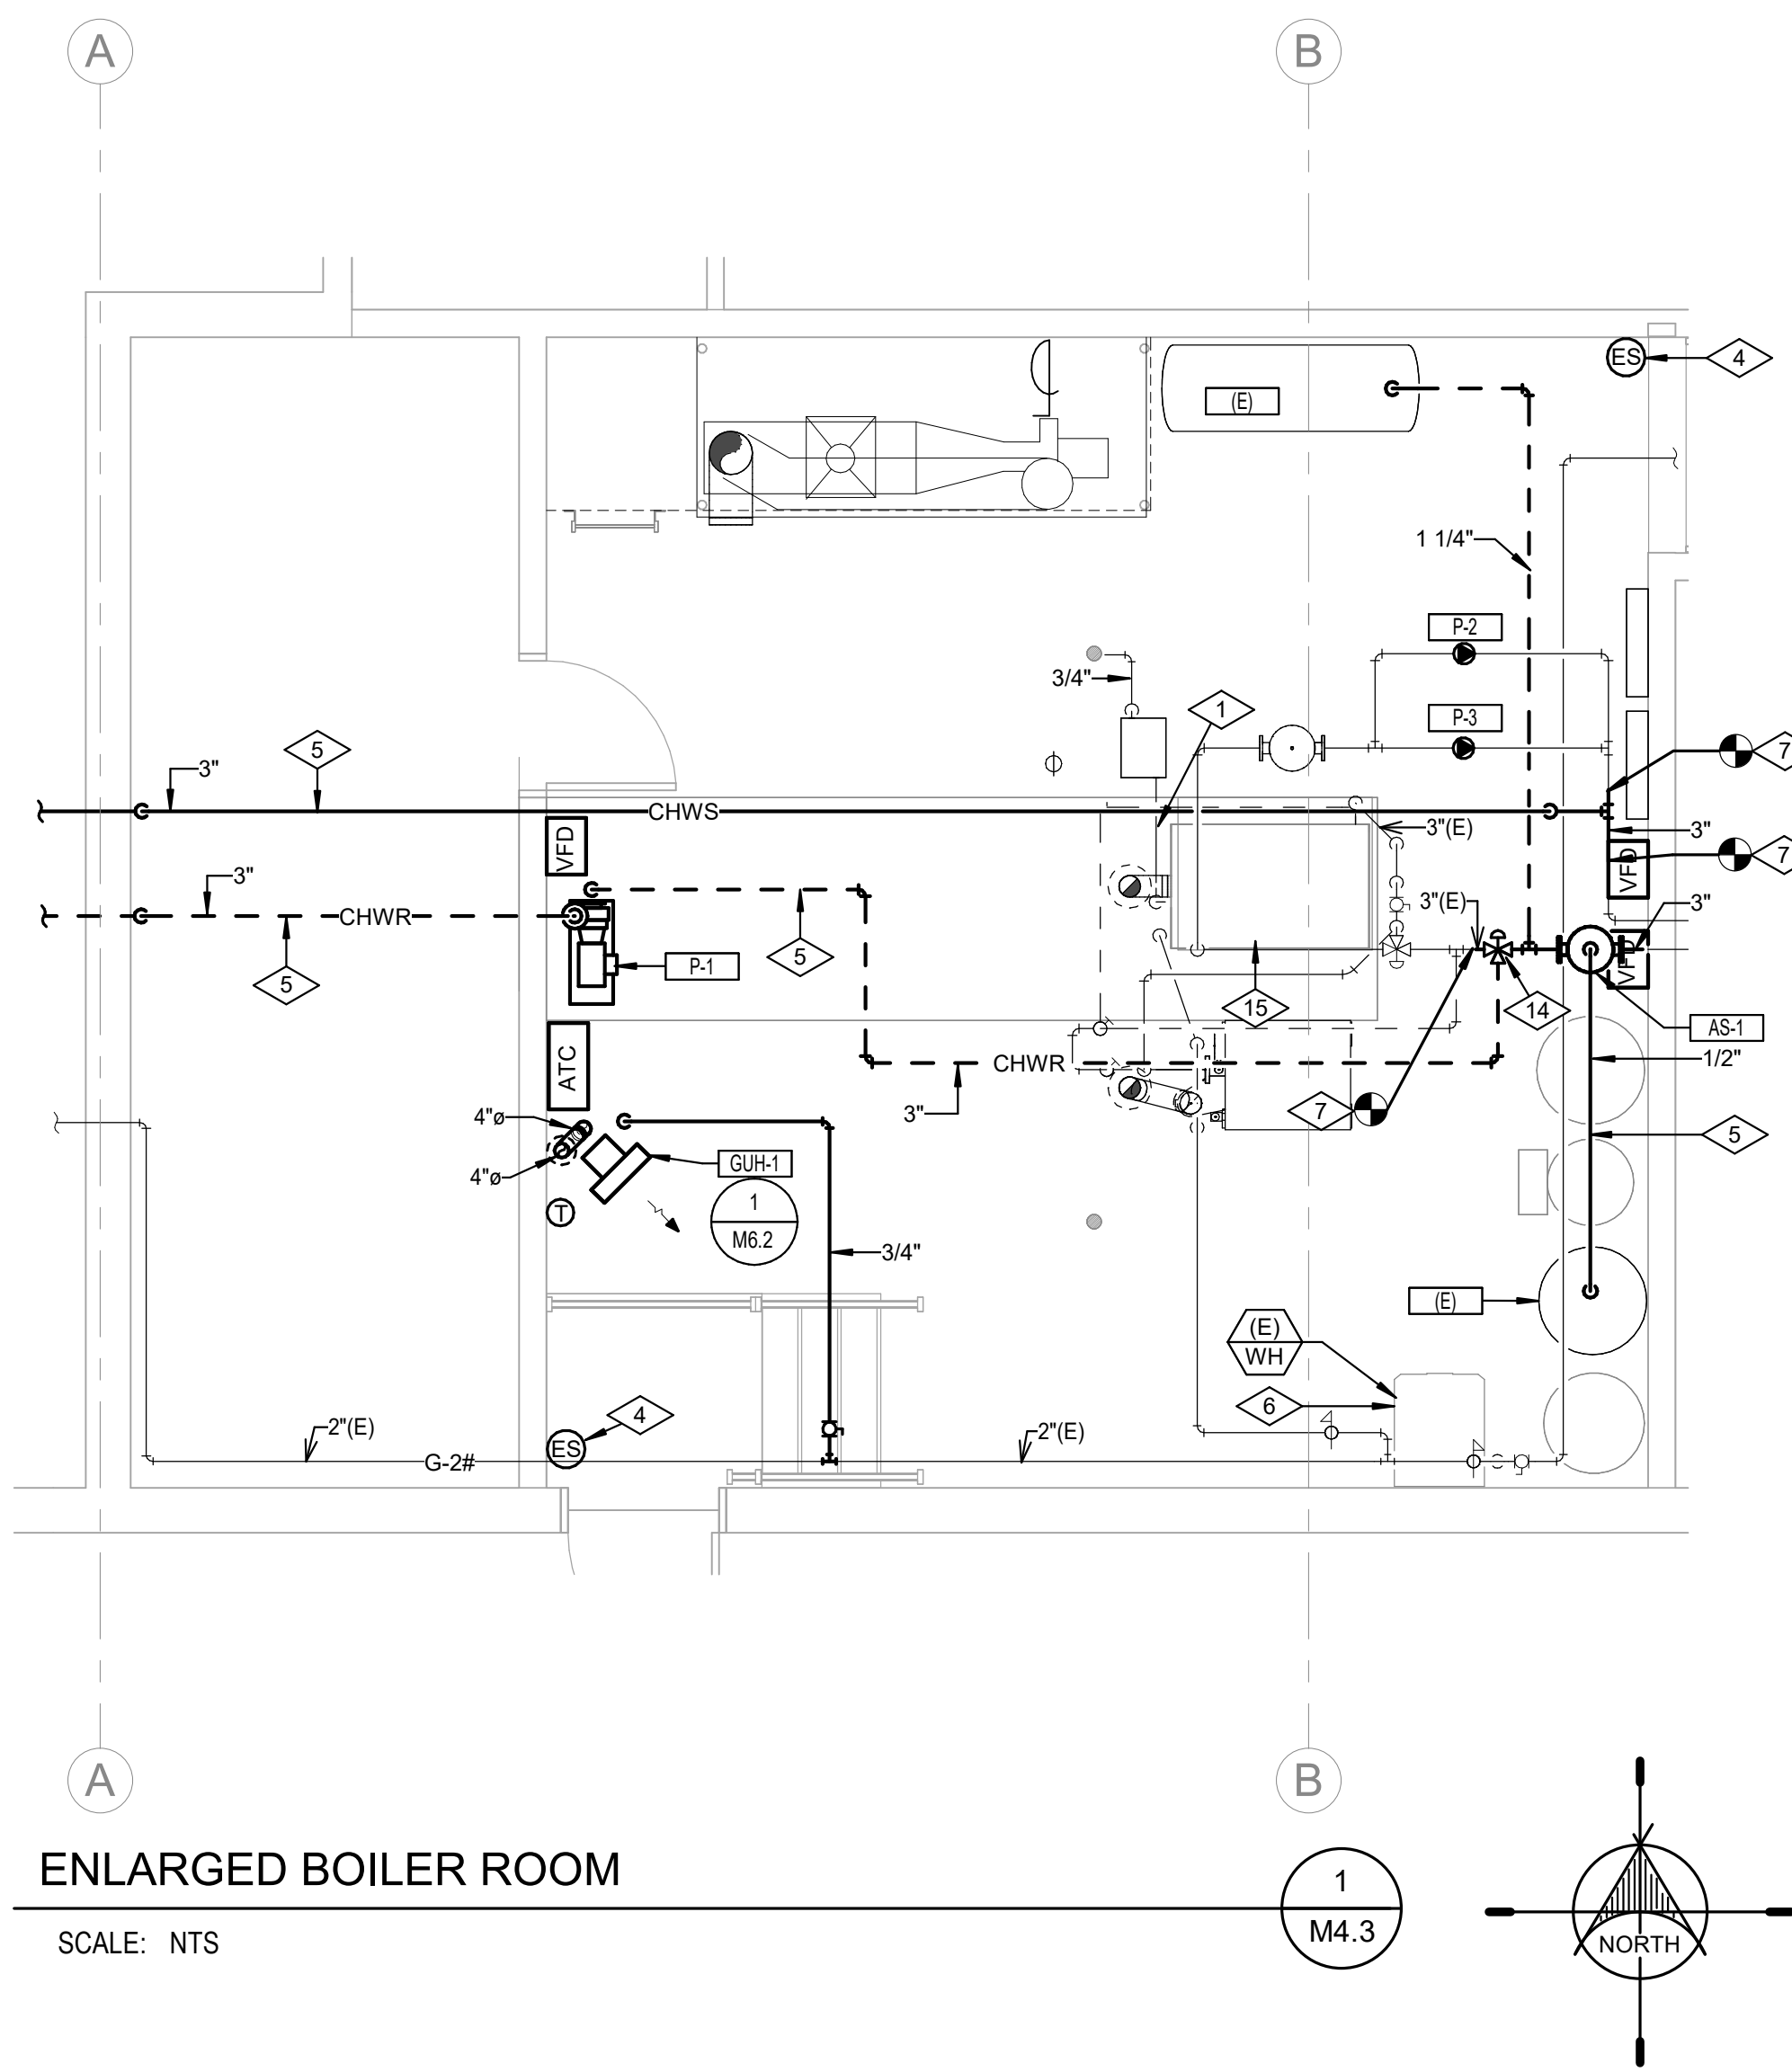 A
B
ES
4
(E)
1 1/4"
P-2
3/4"
1
P-3
5
3"
7
CHWS
3"(E)
3"
VFD
7
VFD
3"
CHWR
3"(E)
3"
5
P-1
5
VFD
15
14
AS-1
ATC
CHWR
1/2"
3"
7
5
4"ø
4"ø
GUH-1
T
1
M6.2
3/4"
(E)
(E)
WH
6
4
2"(E)
ES
2"(E)
G-2#
A
B
ENLARGED BOILER ROOM
1
M4.3
SCALE: NTS
NORTH